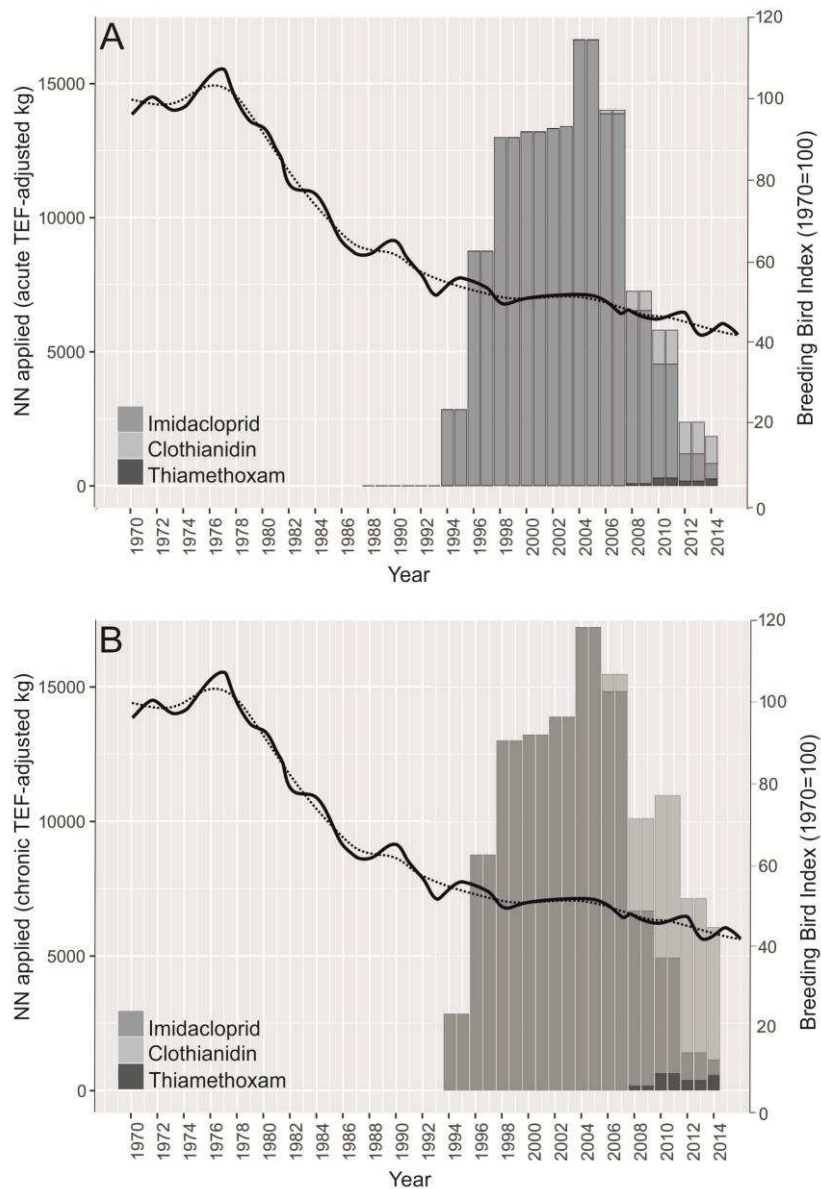 A
NN applied (acute TEF-adjusted kg)
15000
10000
5000
0
Imidacloprid
Clothianidin
Thiamethoxam
120
100
80
60
40
20
0
Breeding Bird Index (1970=100)
1970 1972 1974 1976 1978 1980 1982 1984 1986 1988 1990 1992 1994 1996 1998 2000 2002 2004 2006 2008 2010 2012 2014
Year
B
NN applied (chronic TEF-adjusted kg)
15000
10000
5000
0
Imidacloprid
Clothianidin
Thiamethoxam
120
100
80
60
40
20
0
Breeding Bird Index (1970=100)
1970 1972 1974 1976 1978 1980 1982 1984 1986 1988 1990 1992 1994 1996 1998 2000 2002 2004 2006 2008 2010 2012 2014
Year